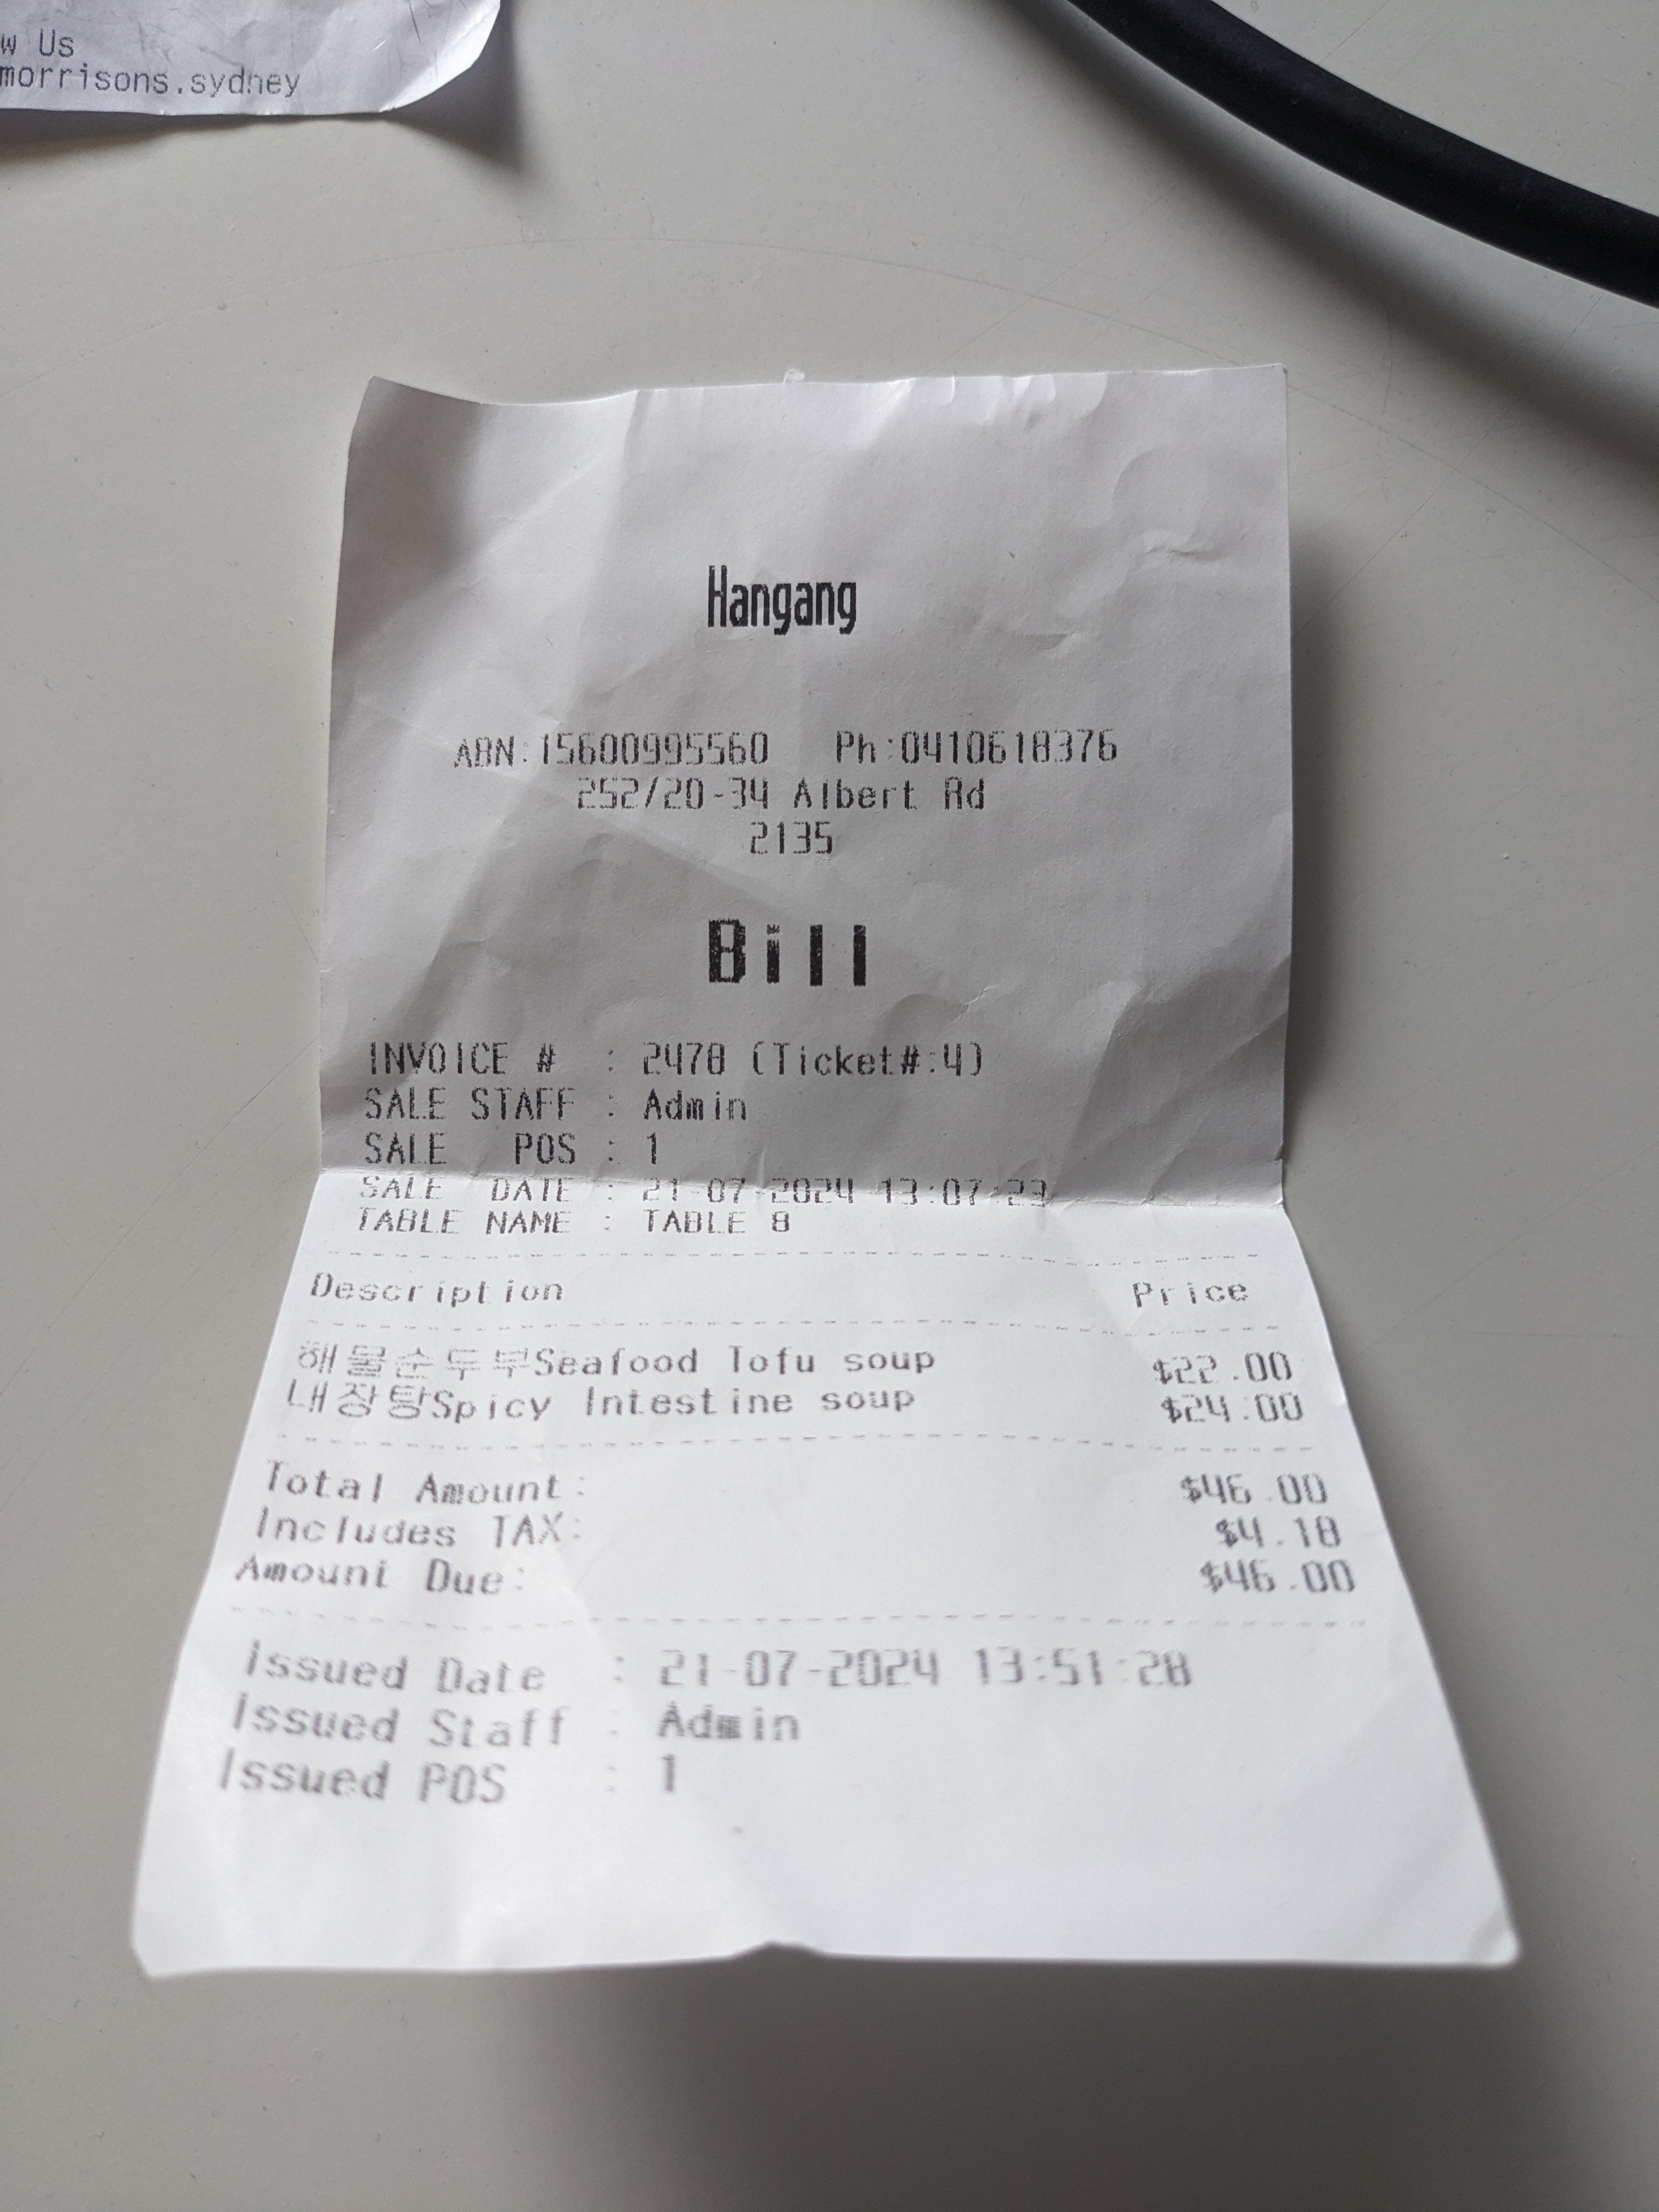 w Us
morrisons.sydney
Hangang
ABN:15600995560 Ph:0410618376
252/20-34 Albert Rd
2135
Bill
INVOICE # : 2478 (Ticket#:4)
SALE STAFF : Admin
SALE POS : 1
SALE DATE : 21-07-2024 13:07:23
TABLE NAME : TABLE 8
Description Price
해물순두부Seafood Tofu soup $22.00
내장탕Spicy Intestine soup $24.00
Total Amount: $46.00
Includes TAX: $4.18
Amount Due: $46.00
Issued Date : 21-07-2024 13:51:28
Issued Staff : Admin
Issued POS : 1